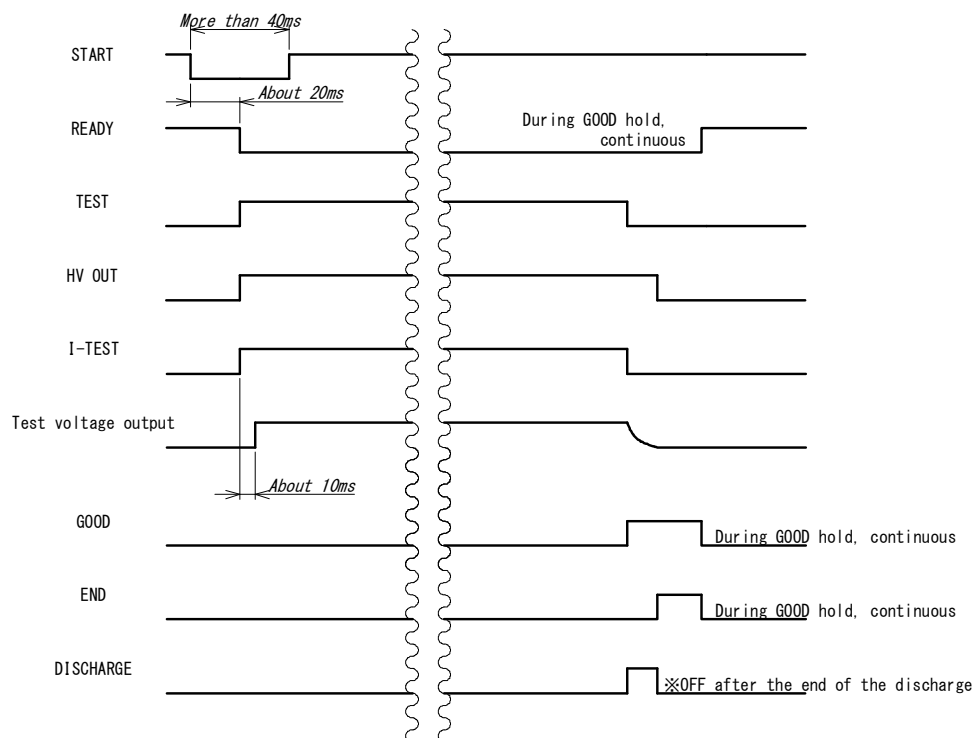 More than 40ms
START
About 20ms
READY
During GOOD hold,
continuous
TEST
HV OUT
I-TEST
Test voltage output
About 10ms
GOOD
During GOOD hold, continuous
END
During GOOD hold, continuous
DISCHARGE
※OFF after the end of the discharge